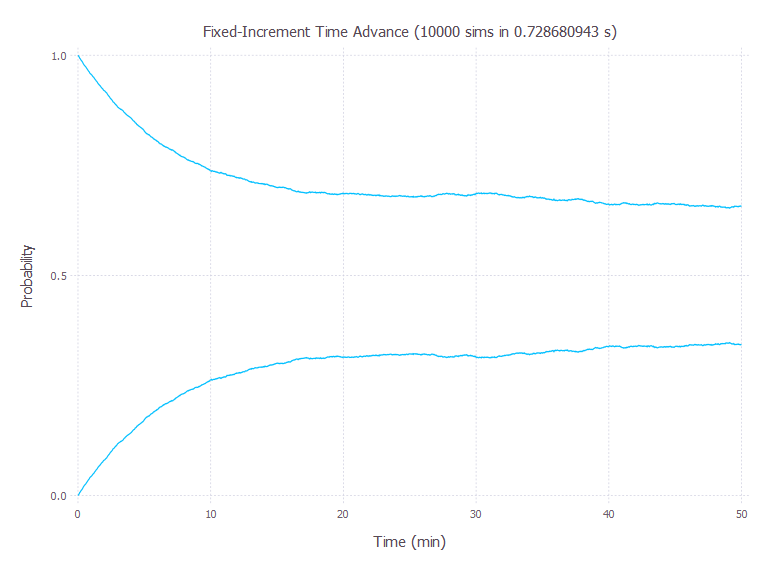 Fixed-Increment Time Advance (10000 sims in 0.728680943 s)
1.0
0.5
0.0
Probability
0 10 20 30 40 50
Time (min)